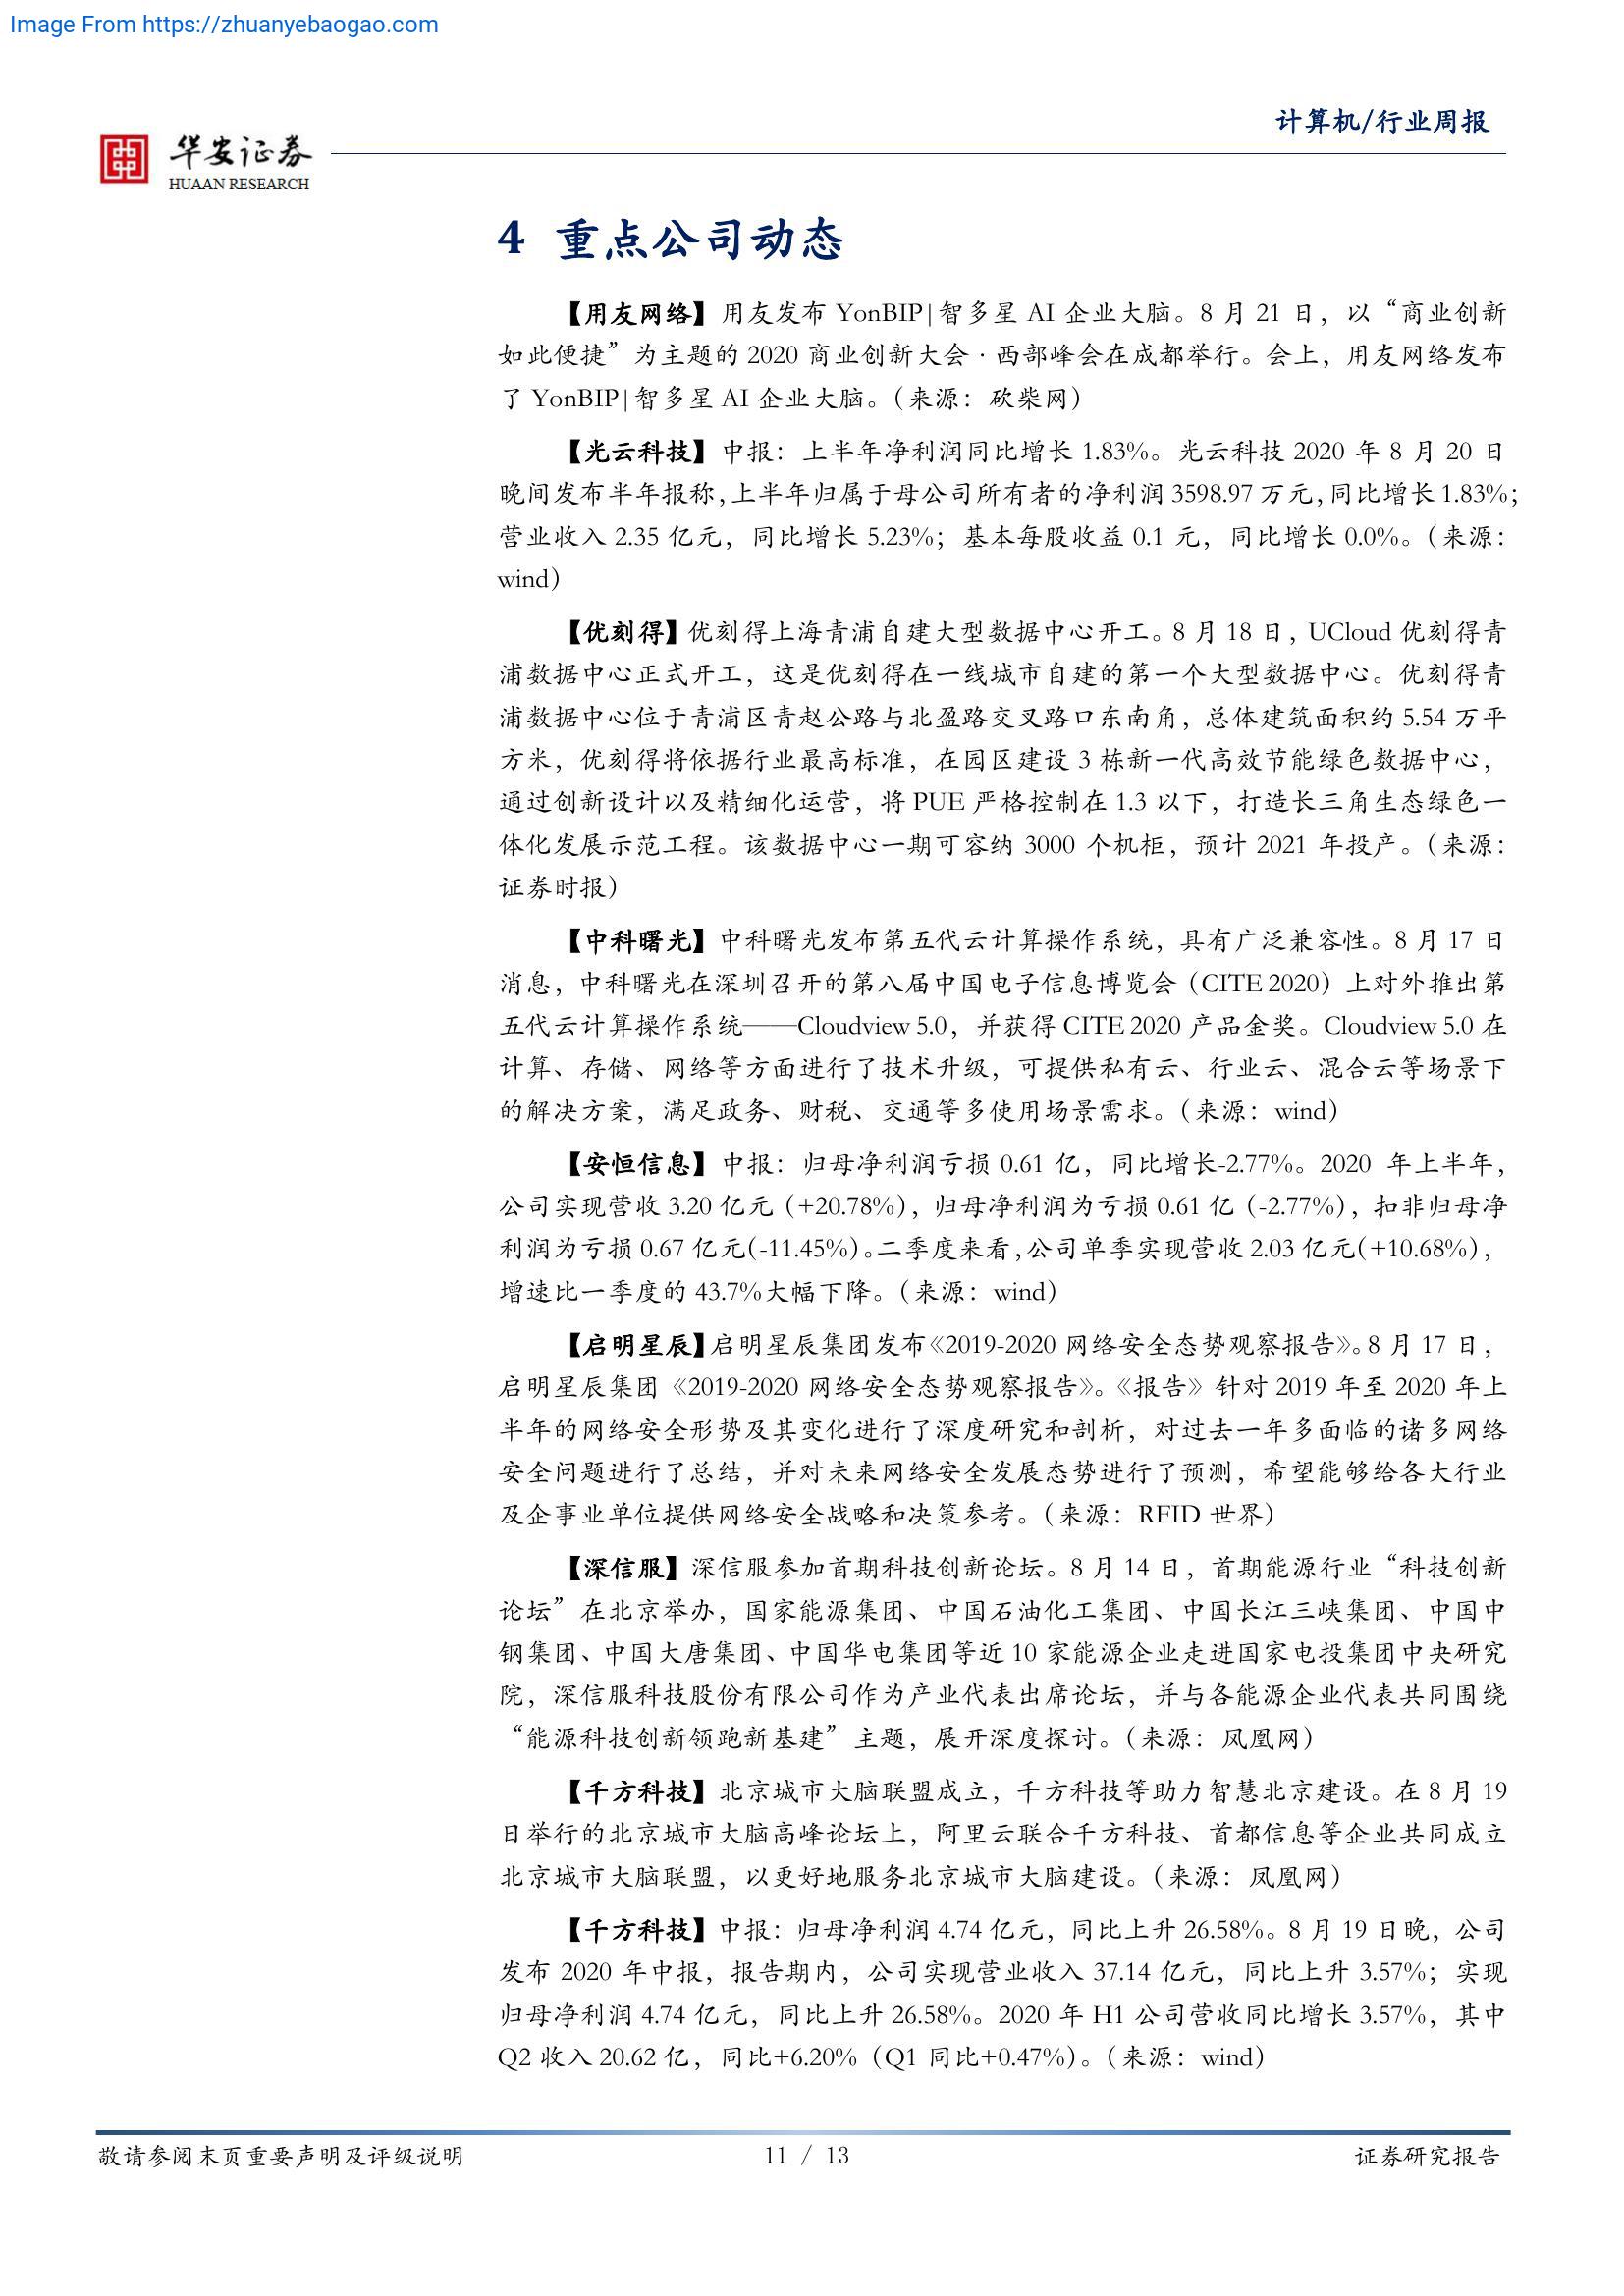 Image From https://zhuanyebaogao.com
计算机/行业周报
华安证券
HUAAN RESEARCH
4 重点公司动态
【用友网络】用友发布 YonBIP|智多星 AI 企业大脑。8 月 21 日，以“商业创新
如此便捷”为主题的 2020 商业创新大会·西部峰会在成都举行。会上，用友网络发布
了 YonBIP|智多星 AI 企业大脑。（来源：砍柴网）
【光云科技】中报：上半年净利润同比增长 1.83%。光云科技 2020 年 8 月 20 日
晚间发布半年报称，上半年归属于母公司所有者的净利润 3598.97 万元，同比增长 1.83%；
营业收入 2.35 亿元，同比增长 5.23%；基本每股收益 0.1 元，同比增长 0.0%。（来源：
wind）
【优刻得】优刻得上海青浦自建大型数据中心开工。8 月 18 日，UCloud 优刻得青
浦数据中心正式开工，这是优刻得在一线城市自建的第一个大型数据中心。优刻得青
浦数据中心位于青浦区青赵公路与北盈路交叉路口东南角，总体建筑面积约 5.54 万平
方米，优刻得将依据行业最高标准，在园区建设 3 栋新一代高效节能绿色数据中心，
通过创新设计以及精细化运营，将 PUE 严格控制在 1.3 以下，打造长三角生态绿色一
体化发展示范工程。该数据中心一期可容纳 3000 个机柜，预计 2021 年投产。（来源：
证券时报）
【中科曙光】中科曙光发布第五代云计算操作系统，具有广泛兼容性。8 月 17 日
消息，中科曙光在深圳召开的第八届中国电子信息博览会（CITE 2020）上对外推出第
五代云计算操作系统——Cloudview 5.0，并获得 CITE 2020 产品金奖。Cloudview 5.0 在
计算、存储、网络等方面进行了技术升级，可提供私有云、行业云、混合云等场景下
的解决方案，满足政务、财税、交通等多使用场景需求。（来源：wind）
【安恒信息】中报：归母净利润亏损 0.61 亿，同比增长-2.77%。2020 年上半年，
公司实现营收 3.20 亿元（+20.78%），归母净利润为亏损 0.61 亿（-2.77%），扣非归母净
利润为亏损 0.67 亿元（-11.45%）。二季度来看，公司单季实现营收 2.03 亿元（+10.68%），
增速比一季度的 43.7%大幅下降。（来源：wind）
【启明星辰】启明星辰集团发布《2019-2020 网络安全态势观察报告》。8 月 17 日，
启明星辰集团《2019-2020 网络安全态势观察报告》。《报告》针对 2019 年至 2020 年上
半年的网络安全形势及其变化进行了深度研究和剖析，对过去一年多面临的诸多网络
安全问题进行了总结，并对未来网络安全发展态势进行了预测，希望能够给各大行业
及企事业单位提供网络安全战略和决策参考。（来源：RFID 世界）
【深信服】深信服参加首期科技创新论坛。8 月 14 日，首期能源行业“科技创新
论坛”在北京举办，国家能源集团、中国石油化工集团、中国长江三峡集团、中国中
钢集团、中国大唐集团、中国华电集团等近 10 家能源企业走进国家电投集团中央研究
院，深信服科技股份有限公司作为产业代表出席论坛，并与各能源企业代表共同围绕
“能源科技创新领跑新基建”主题，展开深度探讨。（来源：凤凰网）
【千方科技】北京城市大脑联盟成立，千方科技等助力智慧北京建设。在 8 月 19
日举行的北京城市大脑高峰论坛上，阿里云联合千方科技、首都信息等企业共同成立
北京城市大脑联盟，以更好地服务北京城市大脑建设。（来源：凤凰网）
【千方科技】中报：归母净利润 4.74 亿元，同比上升 26.58%。8 月 19 日晚，公司
发布 2020 年中报，报告期内，公司实现营业收入 37.14 亿元，同比上升 3.57%；实现
归母净利润 4.74 亿元，同比上升 26.58%。2020 年 H1 公司营收同比增长 3.57%，其中
Q2 收入 20.62 亿，同比+6.20%（Q1 同比+0.47%）。（来源：wind）
敬请参阅末页重要声明及评级说明
11 / 13
证券研究报告